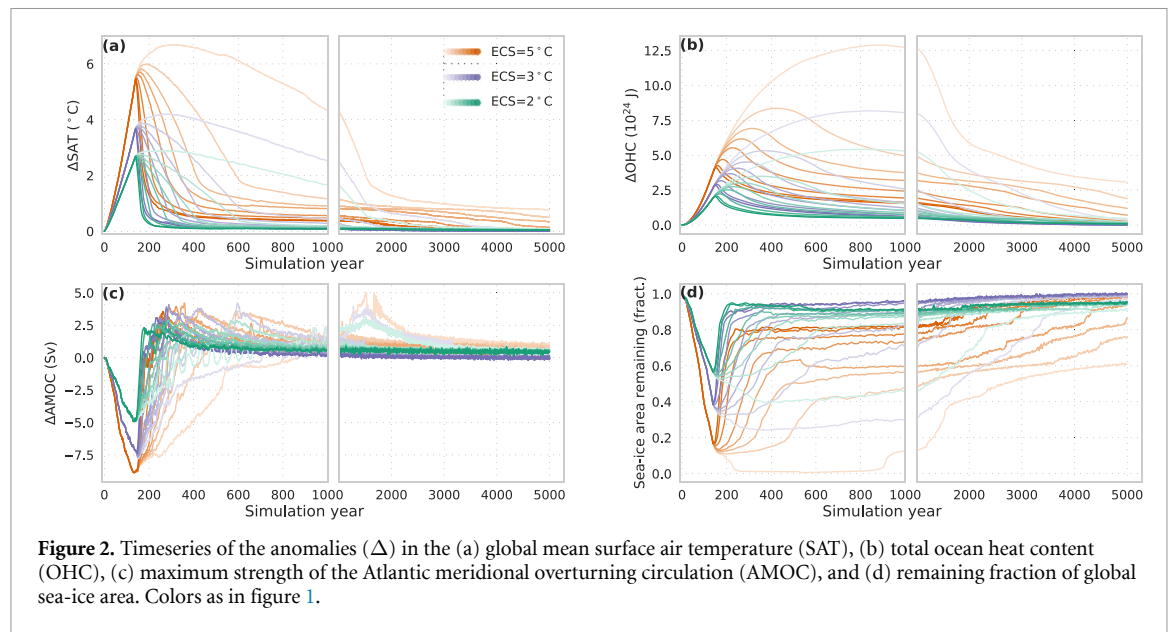 (a)
ECS=5°C
ECS=3°C
ECS=2°C
6
4
2
0
ΔSAT (°C)
0 200 400 600 800 1000 2000 3000 4000 5000
Simulation year
(b)
12.5
10.0
7.5
5.0
2.5
0.0
ΔOHC (10²⁴ J)
0 200 400 600 800 1000 2000 3000 4000 5000
Simulation year
(c)
5.0
2.5
0.0
−2.5
−5.0
−7.5
ΔAMOC (Sv)
0 200 400 600 800 1000 2000 3000 4000 5000
Simulation year
(d)
1.0
0.8
0.6
0.4
0.2
0.0
Sea-ice area remaining (fract.)
0 200 400 600 800 1000 2000 3000 4000 5000
Simulation year
Figure 2. Timeseries of the anomalies (Δ) in the (a) global mean surface air temperature (SAT), (b) total ocean heat content
(OHC), (c) maximum strength of the Atlantic meridional overturning circulation (AMOC), and (d) remaining fraction of global
sea-ice area. Colors as in figure 1.